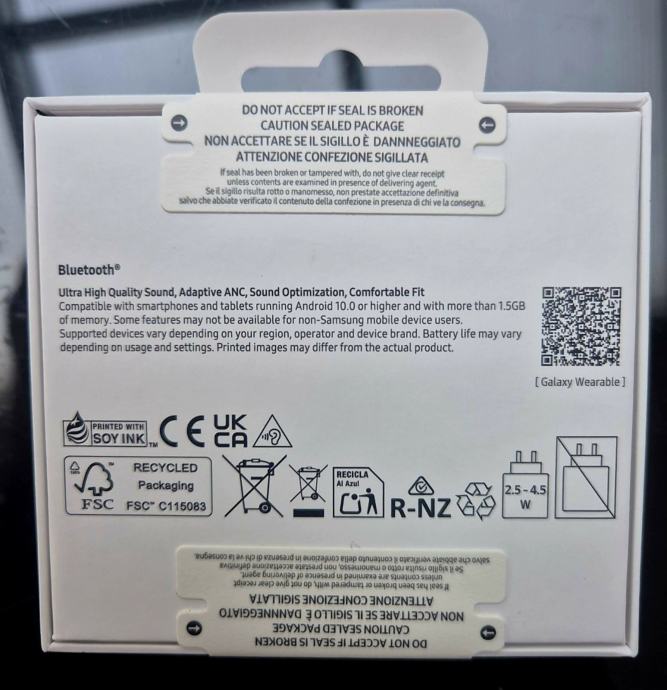 DO NOT ACCEPT IF SEAL IS BROKEN
CAUTION SEALED PACKAGE
NON ACCETTARE SE IL SIGILLO È DANNNEGGIATO
ATTENZIONE CONFEZIONE SIGILLATA
If seal has been broken or tampered with, do not give clear receipt
unless contents are examined in presence of delivering agent.
Se il sigillo risulta rotto o manomesso, non prestate accettazione definitiva
salvo che abbiate verificato il contenuto della confezione in presenza di chi ve la consegna.
Bluetooth®
Ultra High Quality Sound, Adaptive ANC, Sound Optimization, Comfortable Fit
Compatible with smartphones and tablets running Android 10.0 or higher and with more than 1.5GB
of memory. Some features may not be available for non-Samsung mobile device users.
Supported devices vary depending on your region, operator and device brand. Battery life may vary
depending on usage and settings. Printed images may differ from the actual product.
[ Galaxy Wearable ]
PRINTED WITH
SOY INK™
CE
UK
CA
FSC™
RECYCLED
Packaging
FSC™ C115083
RECICLA
Al Azul
R-NZ
2.5 - 4.5
W
DO NOT ACCEPT IF SEAL IS BROKEN
CAUTION SEALED PACKAGE
NON ACCETTARE SE IL SIGILLO È DANNNEGGIATO
ATTENZIONE CONFEZIONE SIGILLATA
If seal has been broken or tampered with, do not give clear receipt
unless contents are examined in presence of delivering agent.
Se il sigillo risulta rotto o manomesso, non prestate accettazione definitiva
salvo che abbiate verificato il contenuto della confezione in presenza di chi ve la consegna.